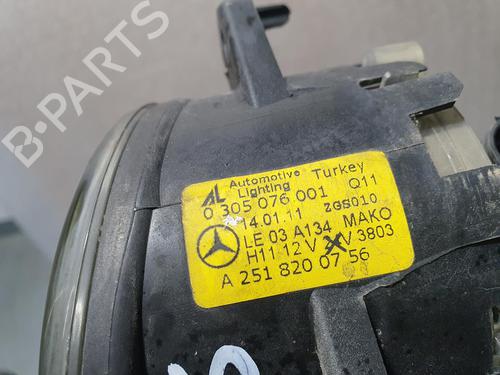 B-PARTS
AL Automotive Lighting Turkey
0 305 076 001 Q11
14.01.11 ZGS010
LE 03 A134 MAKO
H11 12 V V 3803
A 251 820 07 56